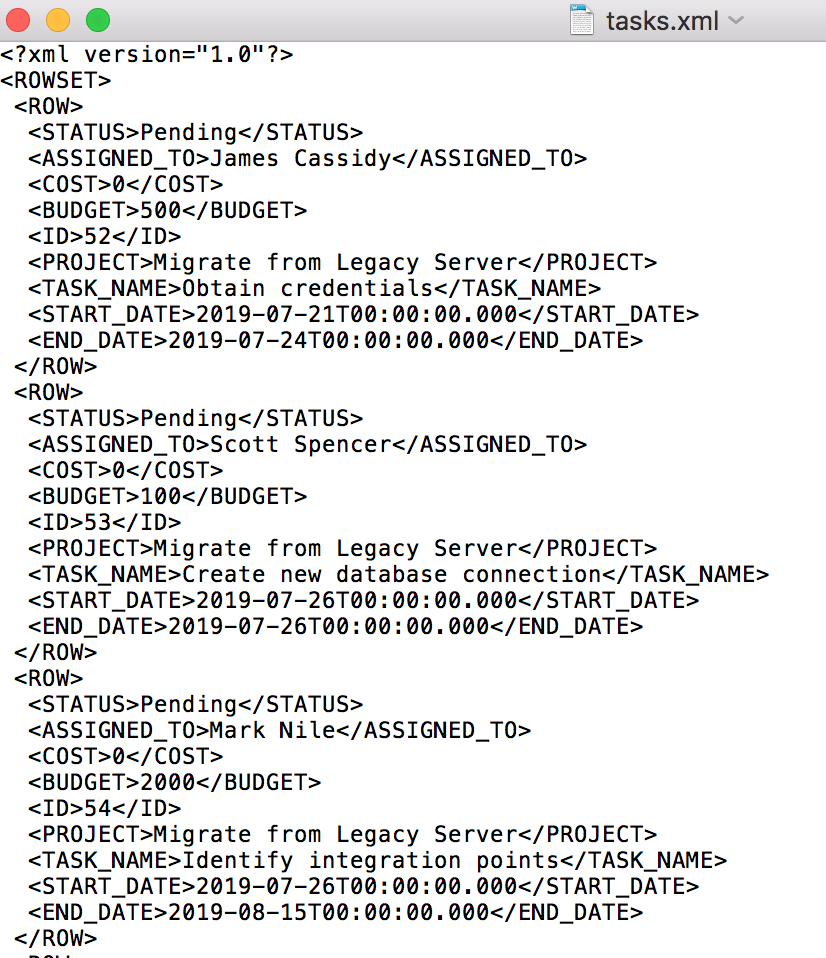 tasks.xml
<?xml version="1.0"?>
<ROWSET>
 <ROW>
  <STATUS>Pending</STATUS>
  <ASSIGNED_TO>James Cassidy</ASSIGNED_TO>
  <COST>0</COST>
  <BUDGET>500</BUDGET>
  <ID>52</ID>
  <PROJECT>Migrate from Legacy Server</PROJECT>
  <TASK_NAME>Obtain credentials</TASK_NAME>
  <START_DATE>2019-07-21T00:00:00.000</START_DATE>
  <END_DATE>2019-07-24T00:00:00.000</END_DATE>
 </ROW>
 <ROW>
  <STATUS>Pending</STATUS>
  <ASSIGNED_TO>Scott Spencer</ASSIGNED_TO>
  <COST>0</COST>
  <BUDGET>100</BUDGET>
  <ID>53</ID>
  <PROJECT>Migrate from Legacy Server</PROJECT>
  <TASK_NAME>Create new database connection</TASK_NAME>
  <START_DATE>2019-07-26T00:00:00.000</START_DATE>
  <END_DATE>2019-07-26T00:00:00.000</END_DATE>
 </ROW>
 <ROW>
  <STATUS>Pending</STATUS>
  <ASSIGNED_TO>Mark Nile</ASSIGNED_TO>
  <COST>0</COST>
  <BUDGET>2000</BUDGET>
  <ID>54</ID>
  <PROJECT>Migrate from Legacy Server</PROJECT>
  <TASK_NAME>Identify integration points</TASK_NAME>
  <START_DATE>2019-07-26T00:00:00.000</START_DATE>
  <END_DATE>2019-08-15T00:00:00.000</END_DATE>
 </ROW>